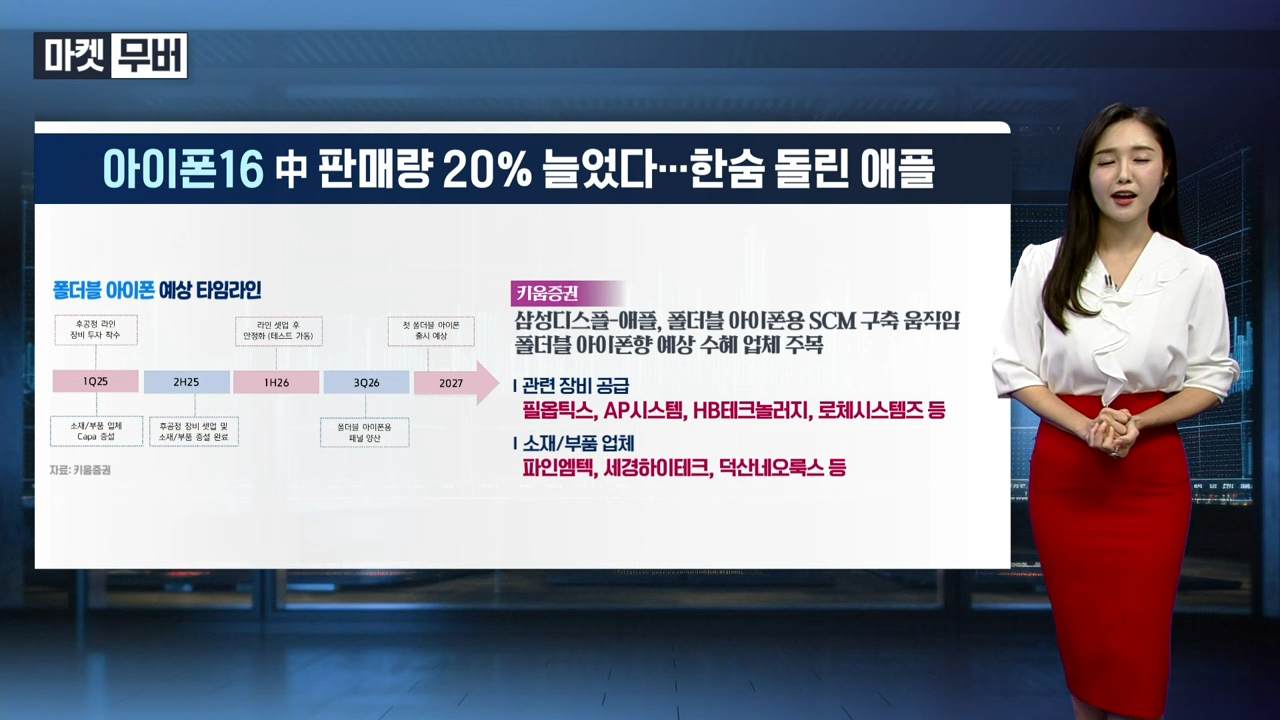 마켓 무버
아이폰16 中 판매량 20% 늘었다…한숨 돌린 애플
폴더블 아이폰 예상 타임라인
후공정 라인
장비 투자 착수
라인 셋업 후
안정화 (테스트 가동)
첫 폴더블 아이폰
출시 예상
1Q25
2H25
1H26
3Q26
2027
소재/부품 업체
Capa 증설
후공정 장비 셋업 및
소재/부품 증설 완료
폴더블 아이폰용
패널 양산
자료: 키움증권
키움증권
삼성디스플-애플, 폴더블 아이폰용 SCM 구축 움직임
폴더블 아이폰향 예상 수혜 업체 주목
관련 장비 공급
필옵틱스, AP시스템, HB테크놀러지, 로체시스템즈 등
소재/부품 업체
파인엠텍, 세경하이테크, 덕산네오룩스 등